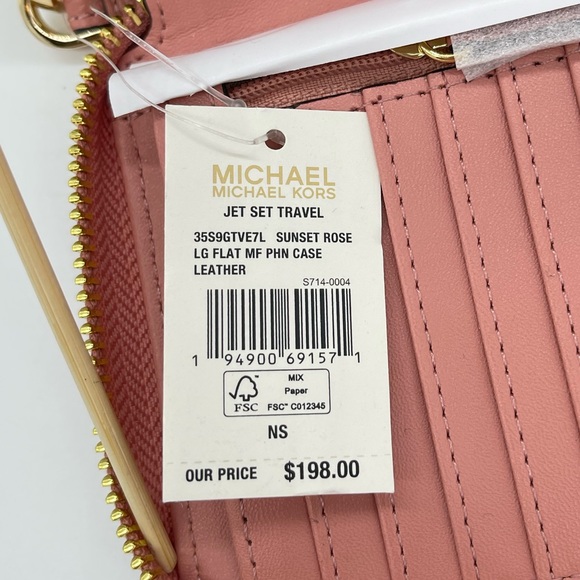 MICHAEL
MICHAEL KORS
JET SET TRAVEL
35S9GTVE7L SUNSET ROSE
LG FLAT MF PHN CASE
LEATHER
S714-0004
1 94900 69157 1
FSC
MIX
Paper
FSC™ C012345
NS
OUR PRICE $198.00